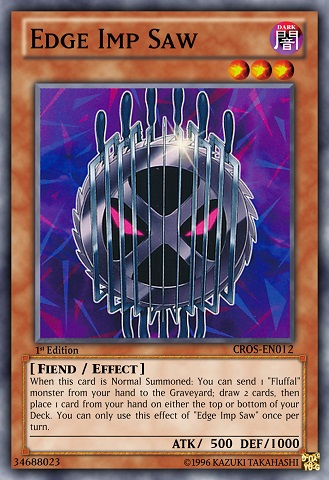 EDGE IMP SAW
DARK
闇
1st Edition
CROS-EN012
[ FIEND / EFFECT ]
When this card is Normal Summoned: You can send 1 "Fluffal"
monster from your hand to the Graveyard; draw 2 cards, then
place 1 card from your hand on either the top or bottom of your
Deck. You can only use this effect of "Edge Imp Saw" once per
turn.
ATK/ 500 DEF/1000
34688023
©1996 KAZUKI TAKAHASHI